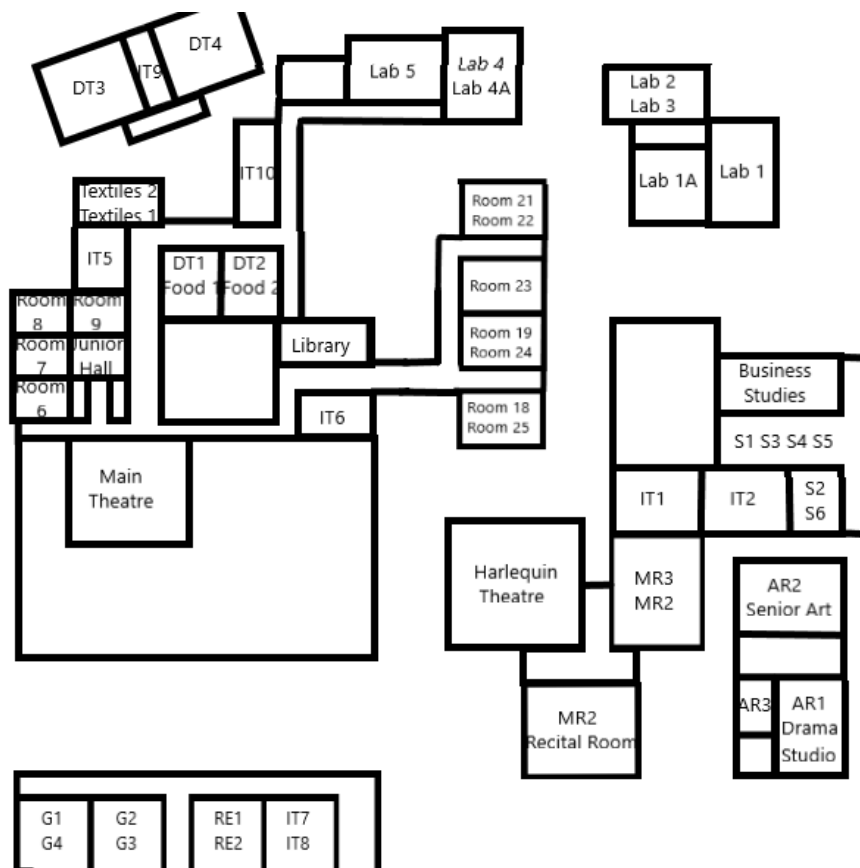 DT3
IT9
DT4
Lab 5
Lab 4
Lab 4A
Lab 2
Lab 3
Lab 1A
Lab 1
IT10
Textiles 2
Textiles 1
IT5
DT1
Food 1
DT2
Food 2
Room 21
Room 22
Room 23
Room 19
Room 24
Room 18
Room 25
Room
8
Room
9
Room
7
Junior
Hall
Room
6
Library
IT6
Main
Theatre
Business
Studies
S1 S3 S4 S5
IT1
IT2
S2
S6
Harlequin
Theatre
MR3
MR2
MR2
Recital Room
AR2
Senior Art
AR3
AR1
Drama
Studio
G1
G4
G2
G3
RE1
RE2
IT7
IT8